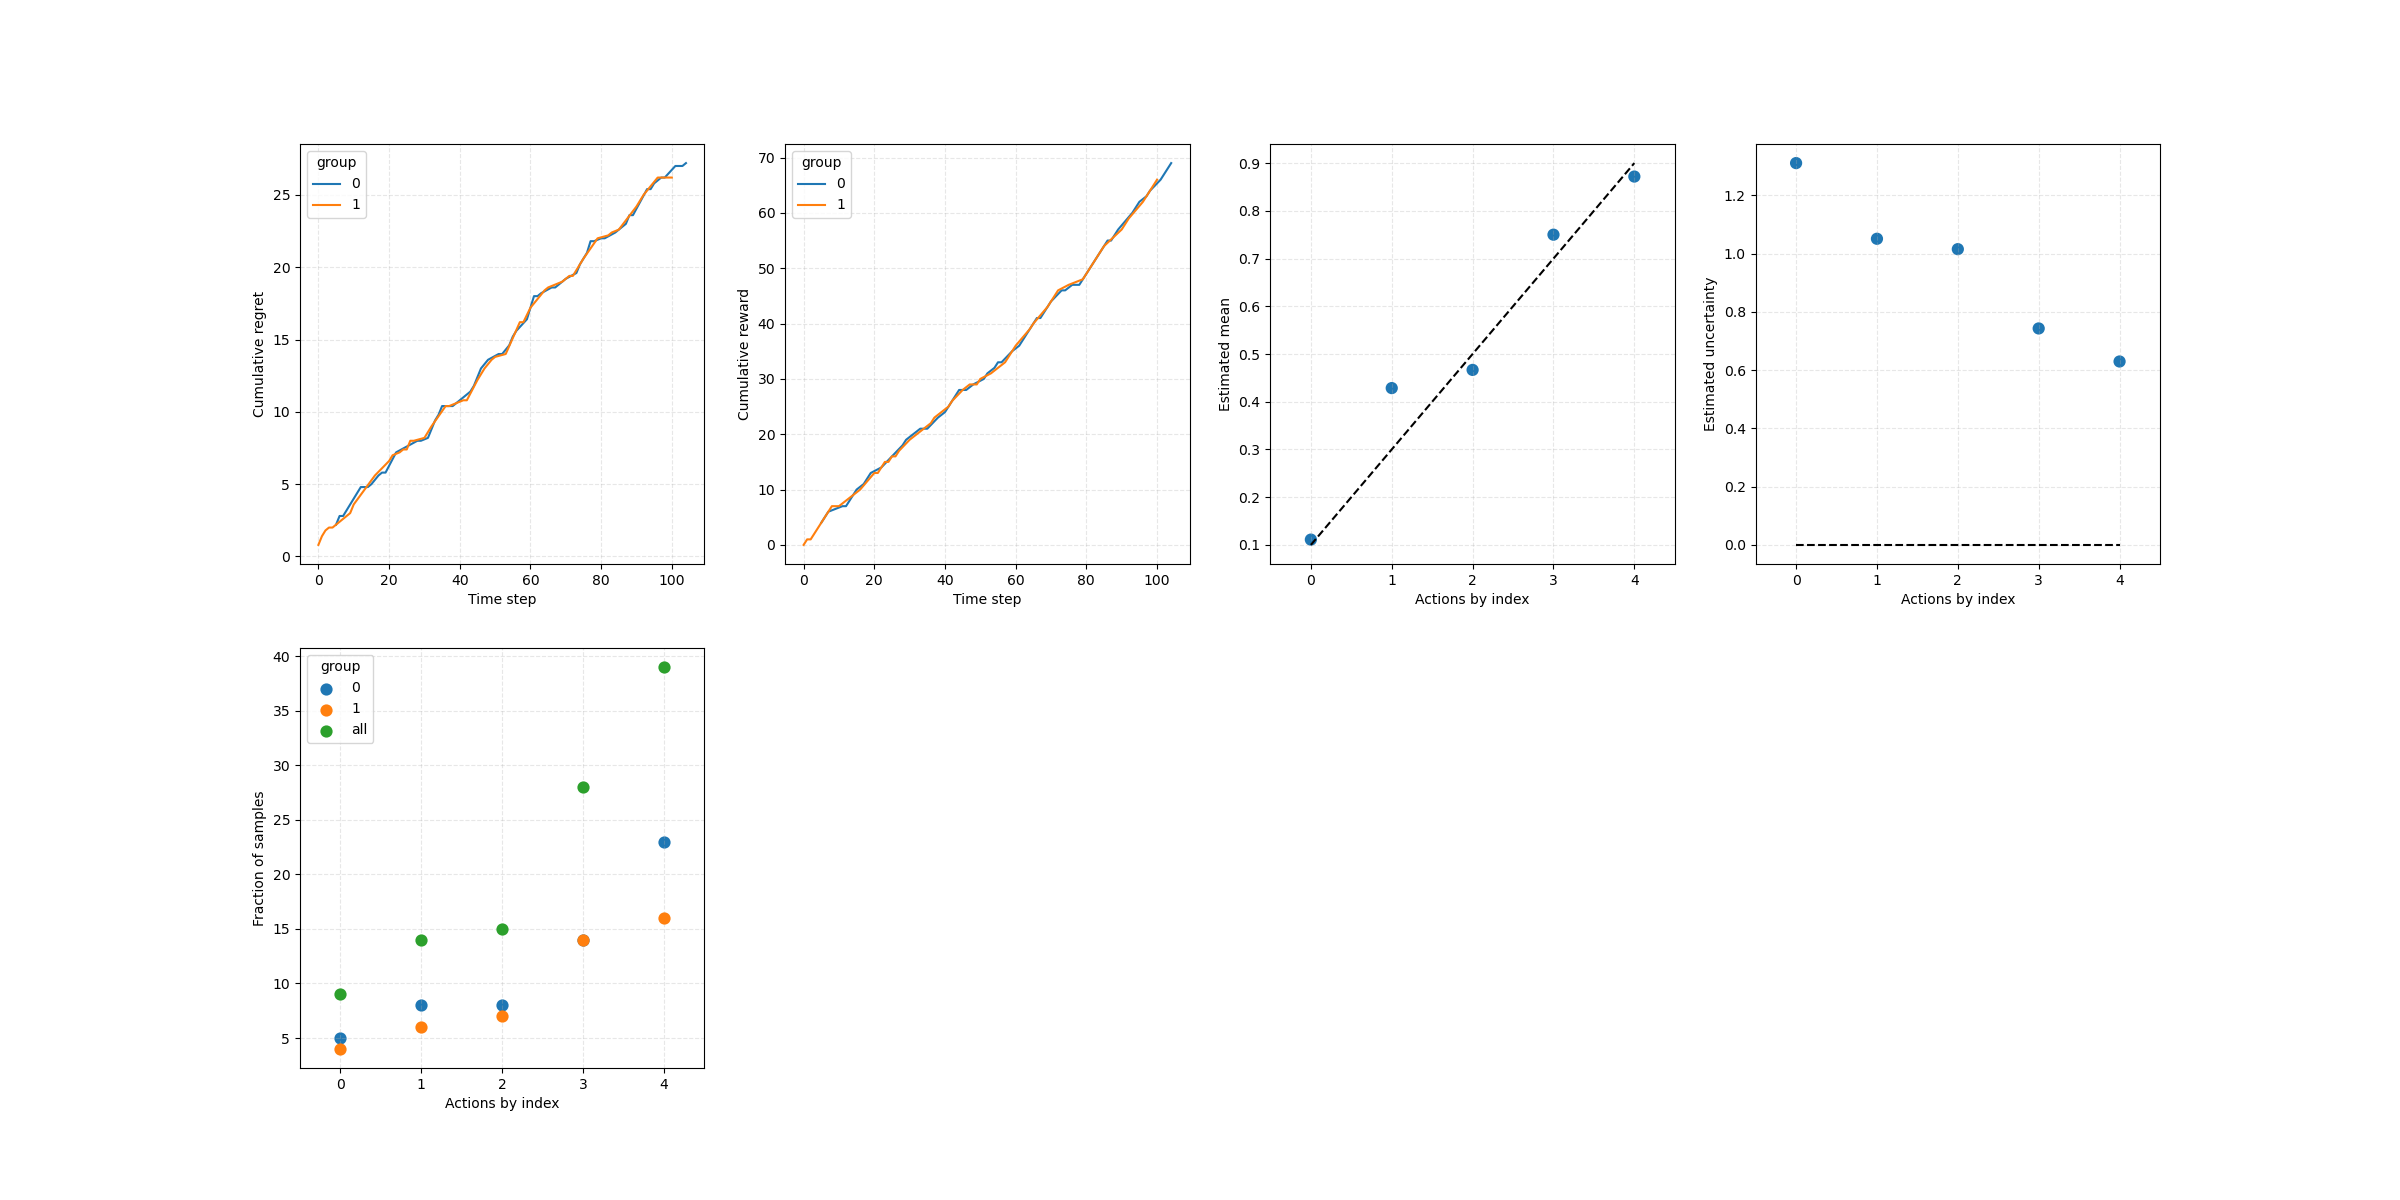 group
0
1
25
20
15
10
5
0
Cumulative regret
0 20 40 60 80 100
Time step
group
0
1
70
60
50
40
30
20
10
0
Cumulative reward
0 20 40 60 80 100
Time step
0.9
0.8
0.7
0.6
0.5
0.4
0.3
0.2
0.1
Estimated mean
0 1 2 3 4
Actions by index
1.2
1.0
0.8
0.6
0.4
0.2
0.0
Estimated uncertainty
0 1 2 3 4
Actions by index
group
0
1
all
40
35
30
25
20
15
10
5
Fraction of samples
0 1 2 3 4
Actions by index